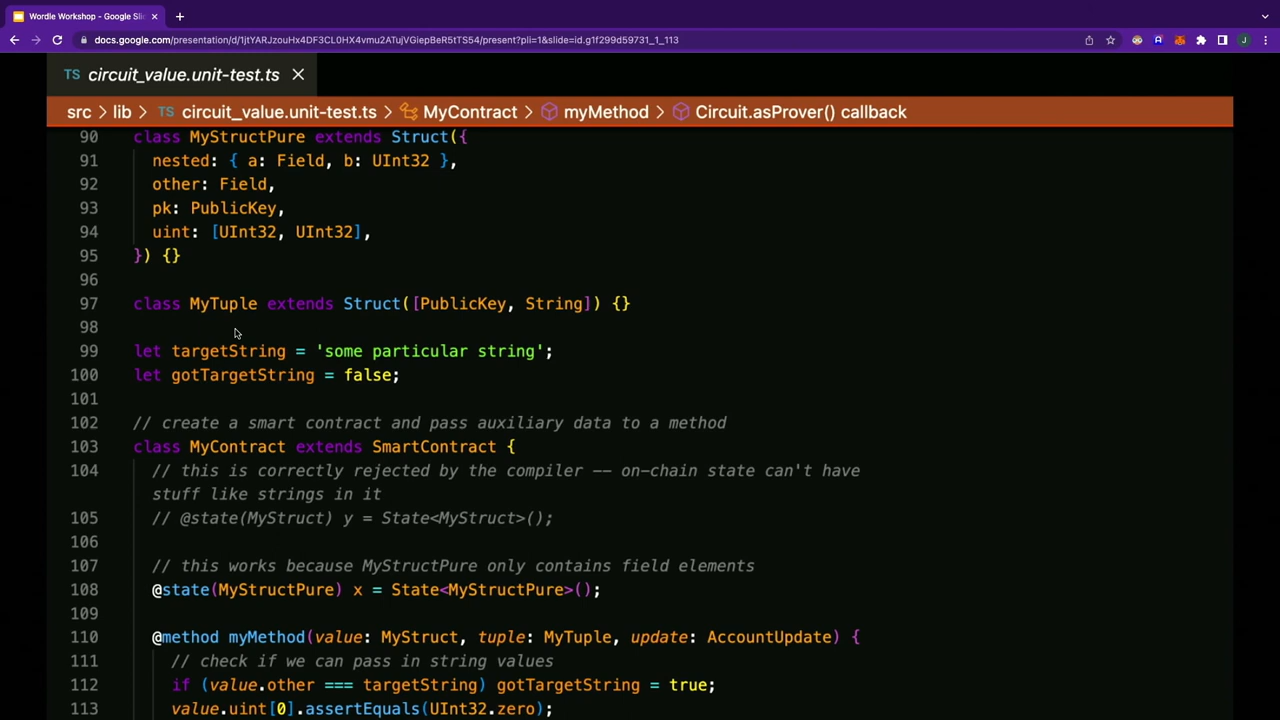 Wordle Workshop - Google Sli
docs.google.com/presentation/d/1jtYARJzouHx4DF3CL0HX4vmu2ATujVGiepBeR5tTS54/present?pli=1&slide=id.g1f299d59731_1_113
TS circuit_value.unit-test.ts
src > lib > TS circuit_value.unit-test.ts > MyContract > myMethod > Circuit.asProver() callback
90 class MyStructPure extends Struct({
91 nested: { a: Field, b: UInt32 },
92 other: Field,
93 pk: PublicKey,
94 uint: [UInt32, UInt32],
95 }) {}
96
97 class MyTuple extends Struct([PublicKey, String]) {}
98
99 let targetString = 'some particular string';
100 let gotTargetString = false;
101
102 // create a smart contract and pass auxiliary data to a method
103 class MyContract extends SmartContract {
104 // this is correctly rejected by the compiler -- on-chain state can't have
stuff like strings in it
105 // @state(MyStruct) y = State<MyStruct>();
106
107 // this works because MyStructPure only contains field elements
108 @state(MyStructPure) x = State<MyStructPure>();
109
110 @method myMethod(value: MyStruct, tuple: MyTuple, update: AccountUpdate) {
111 // check if we can pass in string values
112 if (value.other === targetString) gotTargetString = true;
113 value.uint[0].assertEquals(UInt32.zero);